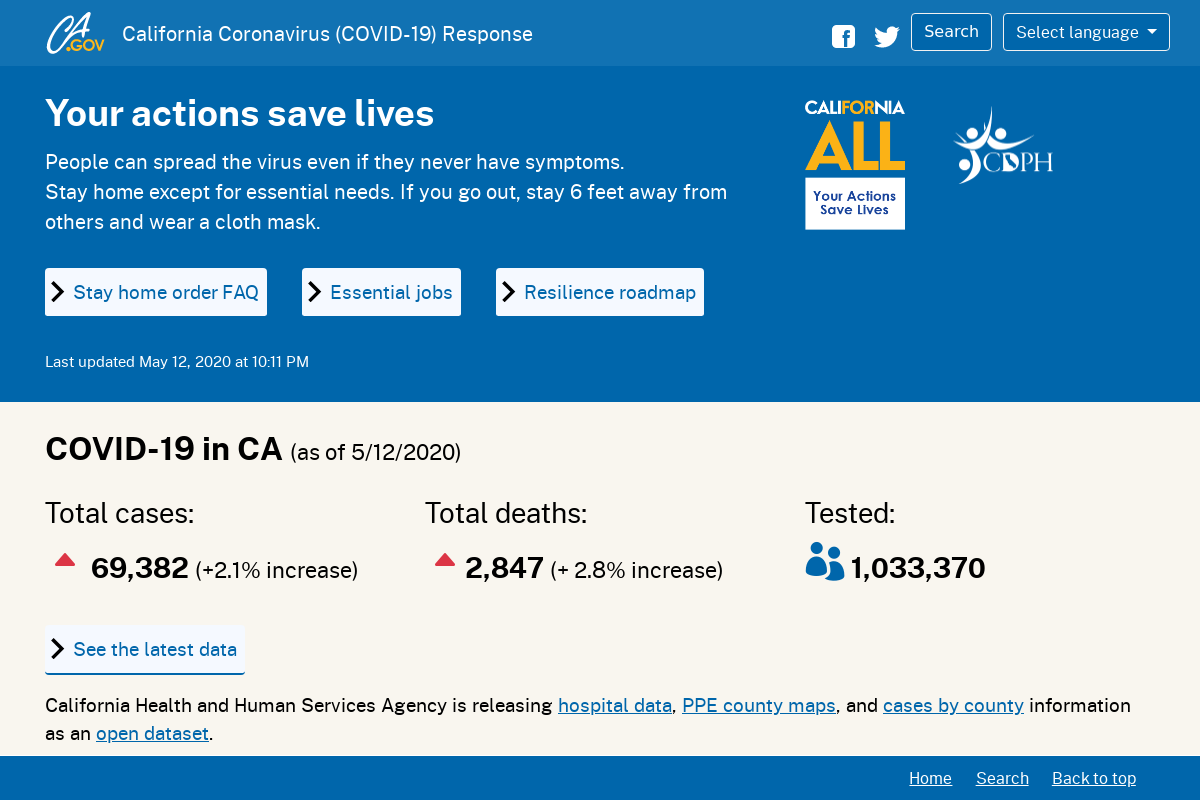 CA.GOV California Coronavirus (COVID-19) Response Search Select language
Your actions save lives
People can spread the virus even if they never have symptoms.
Stay home except for essential needs. If you go out, stay 6 feet away from
others and wear a cloth mask.
CALIFORNIA
ALL
Your Actions
Save Lives
CDPH
Stay home order FAQ Essential jobs Resilience roadmap
Last updated May 12, 2020 at 10:11 PM
COVID-19 in CA (as of 5/12/2020)
Total cases: Total deaths: Tested:
69,382 (+2.1% increase) 2,847 (+ 2.8% increase) 1,033,370
See the latest data
California Health and Human Services Agency is releasing hospital data, PPE county maps, and cases by county information
as an open dataset.
Home Search Back to top